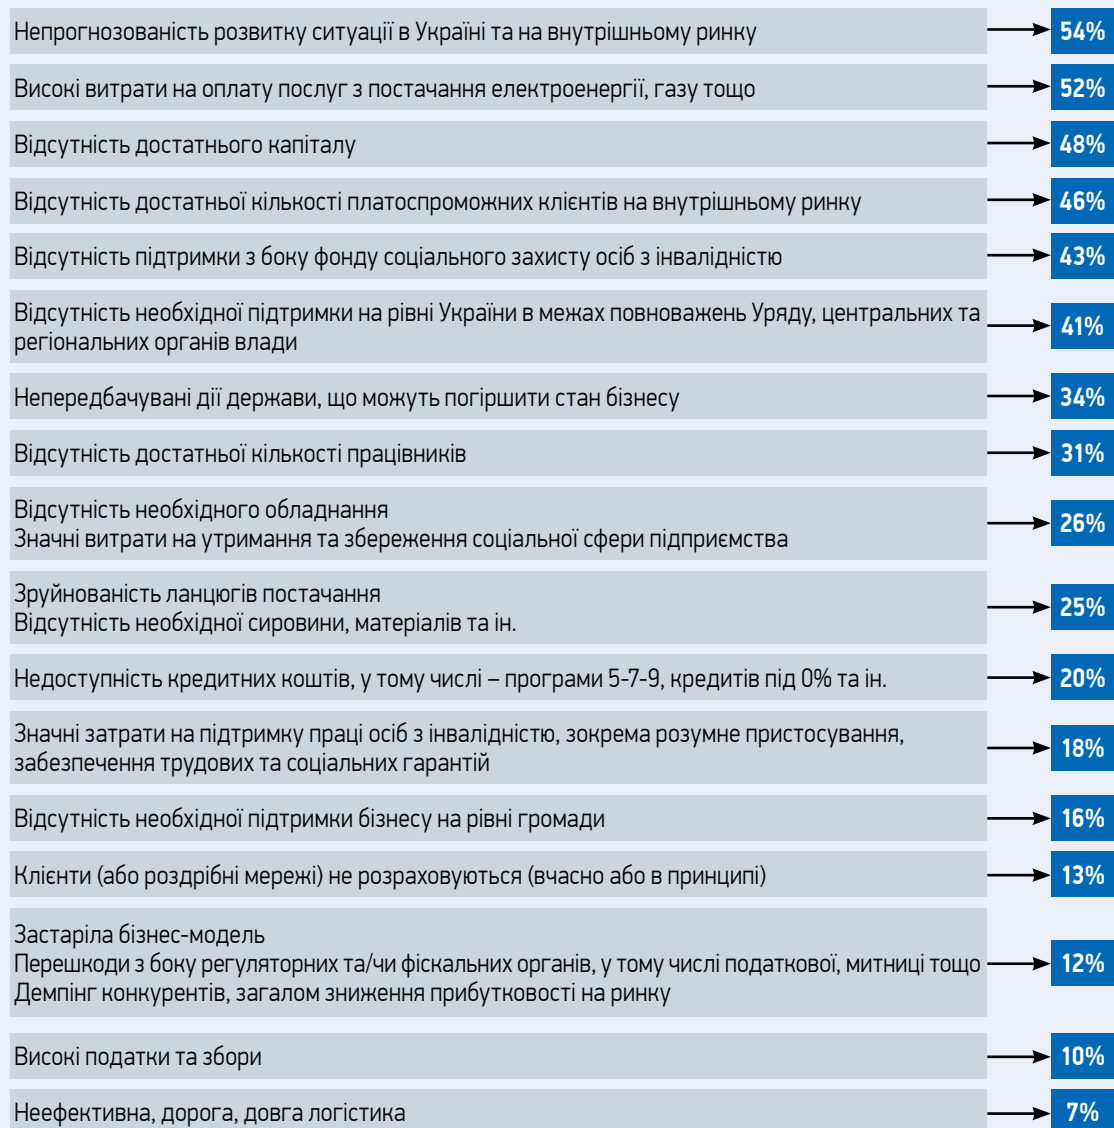 Непрогнозованість розвитку ситуації в Україні та на внутрішньому ринку
54%
Високі витрати на оплату послуг з постачання електроенергії, газу тощо
52%
Відсутність достатнього капіталу
48%
Відсутність достатньої кількості платоспроможних клієнтів на внутрішньому ринку
46%
Відсутність підтримки з боку фонду соціального захисту осіб з інвалідністю
43%
Відсутність необхідної підтримки на рівні України в межах повноважень Уряду, центральних та
регіональних органів влади
41%
Непередбачувані дії держави, що можуть погіршити стан бізнесу
34%
Відсутність достатньої кількості працівників
31%
Відсутність необхідного обладнання
Значні витрати на утримання та збереження соціальної сфери підприємства
26%
Зруйнованість ланцюгів постачання
Відсутність необхідної сировини, матеріалів та ін.
25%
Недоступність кредитних коштів, у тому числі – програми 5-7-9, кредитів під 0% та ін.
20%
Значні затрати на підтримку праці осіб з інвалідністю, зокрема розумне пристосування,
забезпечення трудових та соціальних гарантій
18%
Відсутність необхідної підтримки бізнесу на рівні громади
16%
Клієнти (або роздрібні мережі) не розраховуються (вчасно або в принципі)
13%
Застаріла бізнес-модель
Перешкоди з боку регуляторних та/чи фіскальних органів, у тому числі податкової, митниці тощо
Демпінг конкурентів, загалом зниження прибутковості на ринку
12%
Високі податки та збори
10%
Неефективна, дорога, довга логістика
7%